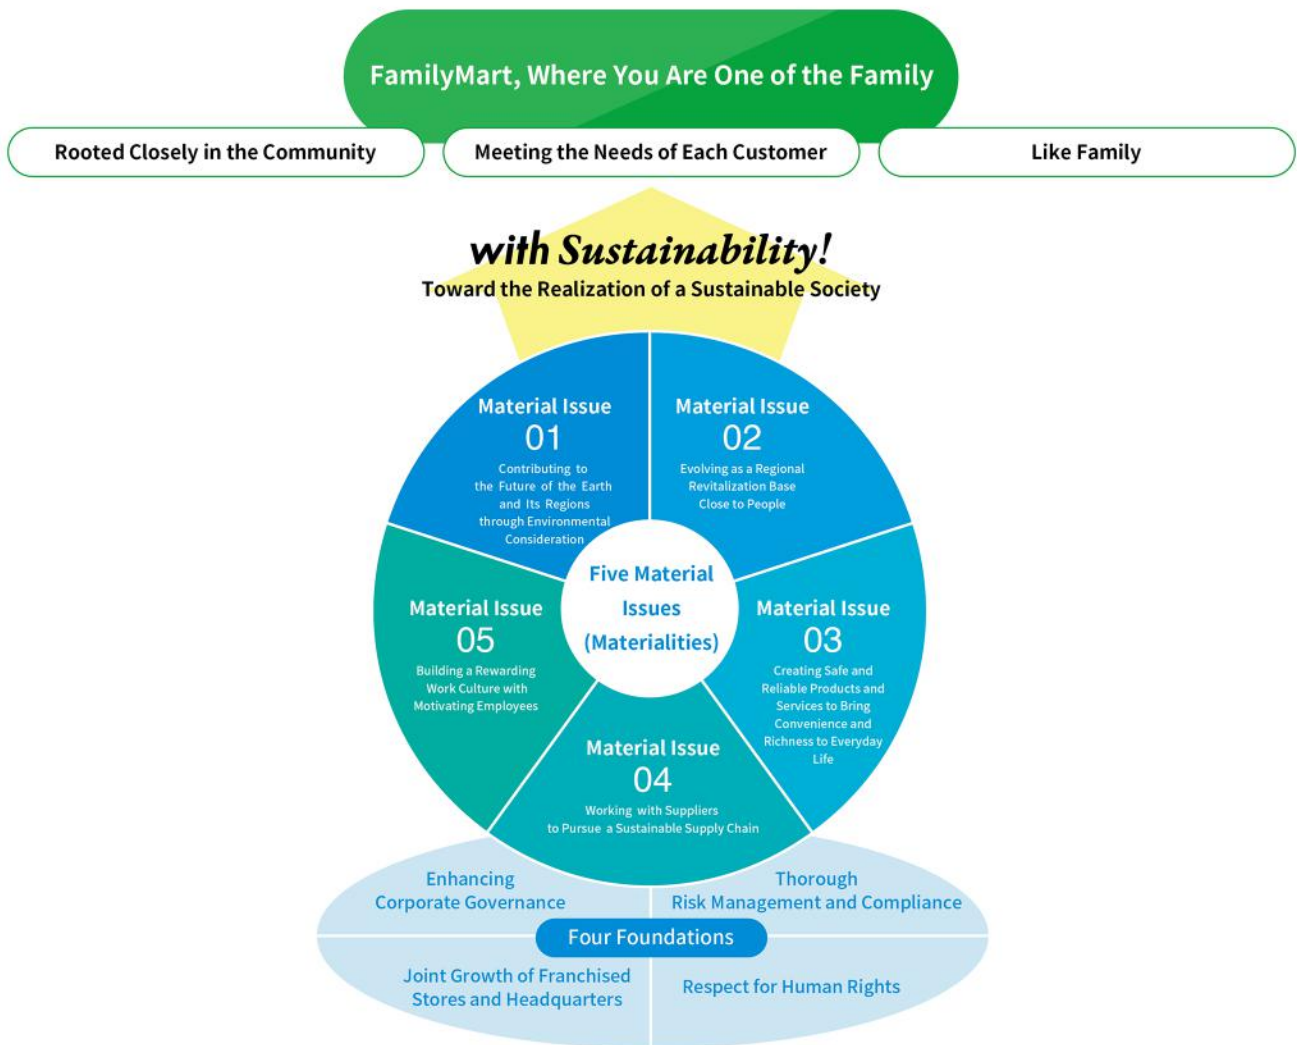 FamilyMart, Where You Are One of the Family
Rooted Closely in the Community
Meeting the Needs of Each Customer
Like Family
with Sustainability!
Toward the Realization of a Sustainable Society
Material Issue
01
Contributing to
the Future of the Earth
and Its Regions
through Environmental
Consideration
Material Issue
02
Evolving as a Regional
Revitalization Base
Close to People
Five Material
Issues
(Materialities)
Material Issue
03
Creating Safe and
Reliable Products and
Services to Bring
Convenience and
Richness to Everyday
Life
Material Issue
04
Working with Suppliers
to Pursue a Sustainable Supply Chain
Material Issue
05
Building a Rewarding
Work Culture with
Motivating Employees
Enhancing
Corporate Governance
Thorough
Risk Management and Compliance
Four Foundations
Joint Growth of Franchised
Stores and Headquarters
Respect for Human Rights